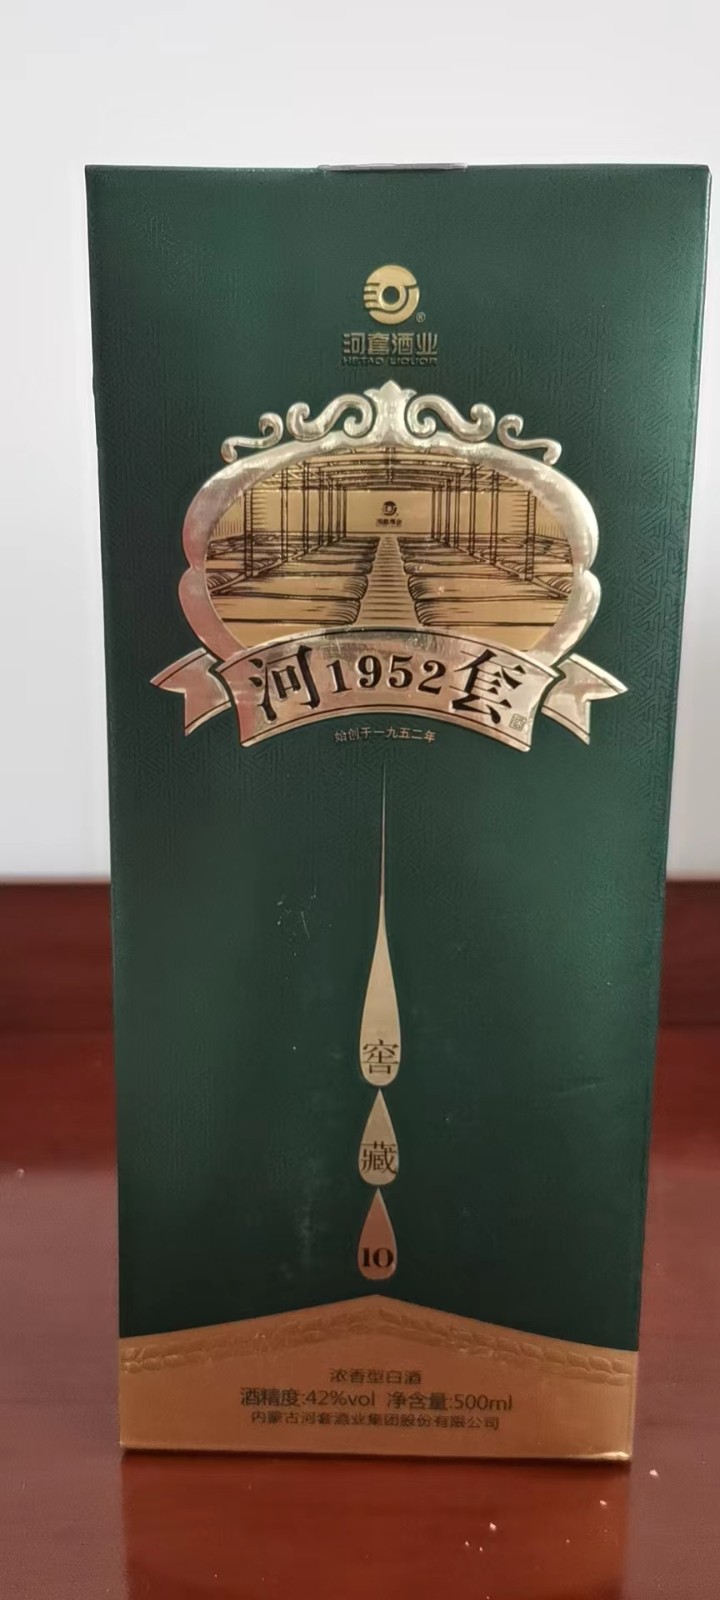 河套酒业
HETAO LIQUOR
河1952套
始创于一九五二年
窖
藏
10
浓香型白酒
酒精度:42%vol 净含量:500ml
内蒙古河套酒业集团股份有限公司